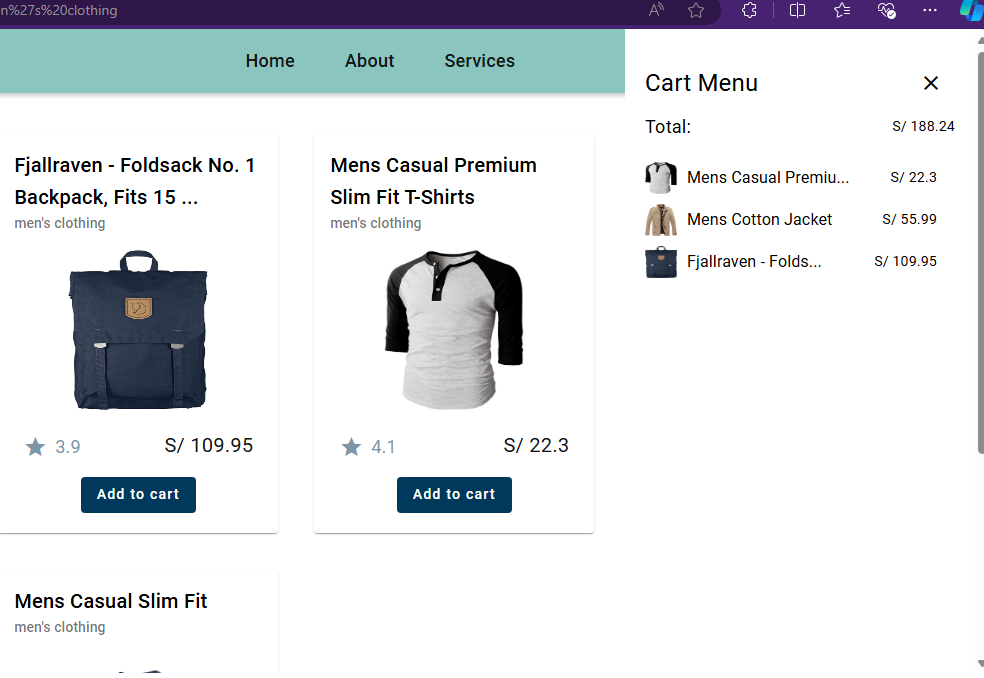 n%27s%20clothing
Home About Services
Cart Menu
Total: S/ 188.24
Mens Casual Premiu... S/ 22.3
Mens Cotton Jacket S/ 55.99
Fjallraven - Folds... S/ 109.95
Fjallraven - Foldsack No. 1
Backpack, Fits 15 ...
men's clothing
3.9 S/ 109.95
Add to cart
Mens Casual Premium
Slim Fit T-Shirts
men's clothing
4.1 S/ 22.3
Add to cart
Mens Casual Slim Fit
men's clothing